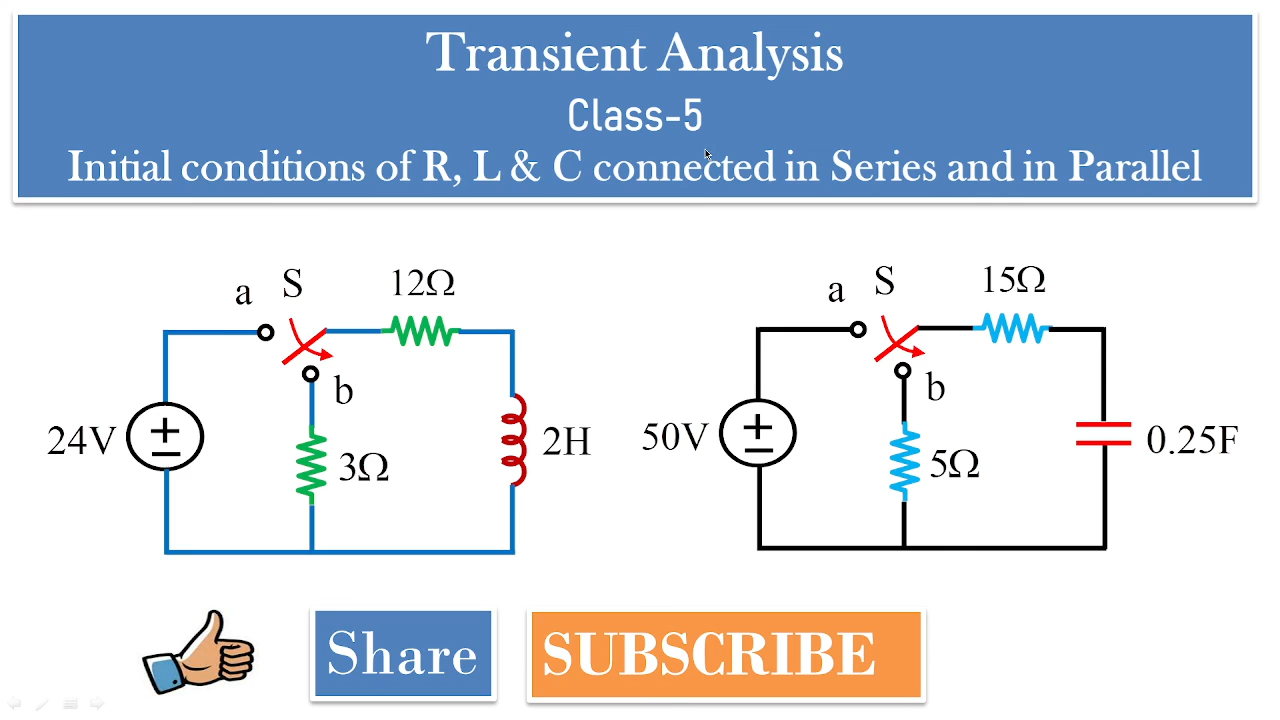 Transient Analysis
Class-5
Initial conditions of R, L & C connected in Series and in Parallel
a S 12Ω
b
24V
3Ω
2H
a S 15Ω
b
50V
5Ω
0.25F
Share
SUBSCRIBE